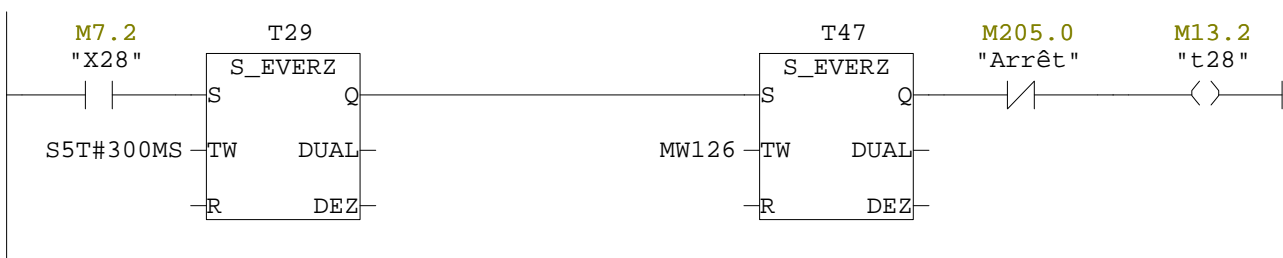 M7.2 T29 T47 M205.0 M13.2
"X28" S_EVERZ S_EVERZ "Arrêt" "t28"
S Q S Q
S5T#300MS TW DUAL MW126 TW DUAL
R DEZ R DEZ